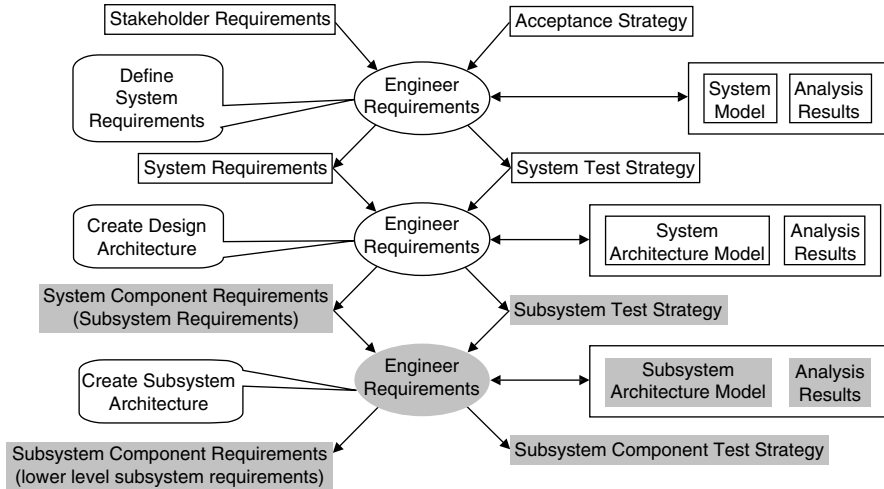 Stakeholder Requirements
Acceptance Strategy
Define
System
Requirements
Engineer
Requirements
System
Model
Analysis
Results
System Requirements
System Test Strategy
Create Design
Architecture
Engineer
Requirements
System
Architecture Model
Analysis
Results
System Component Requirements
(Subsystem Requirements)
Subsystem Test Strategy
Create Subsystem
Architecture
Engineer
Requirements
Subsystem
Architecture Model
Analysis
Results
Subsystem Component Requirements
(lower level subsystem requirements)
Subsystem Component Test Strategy